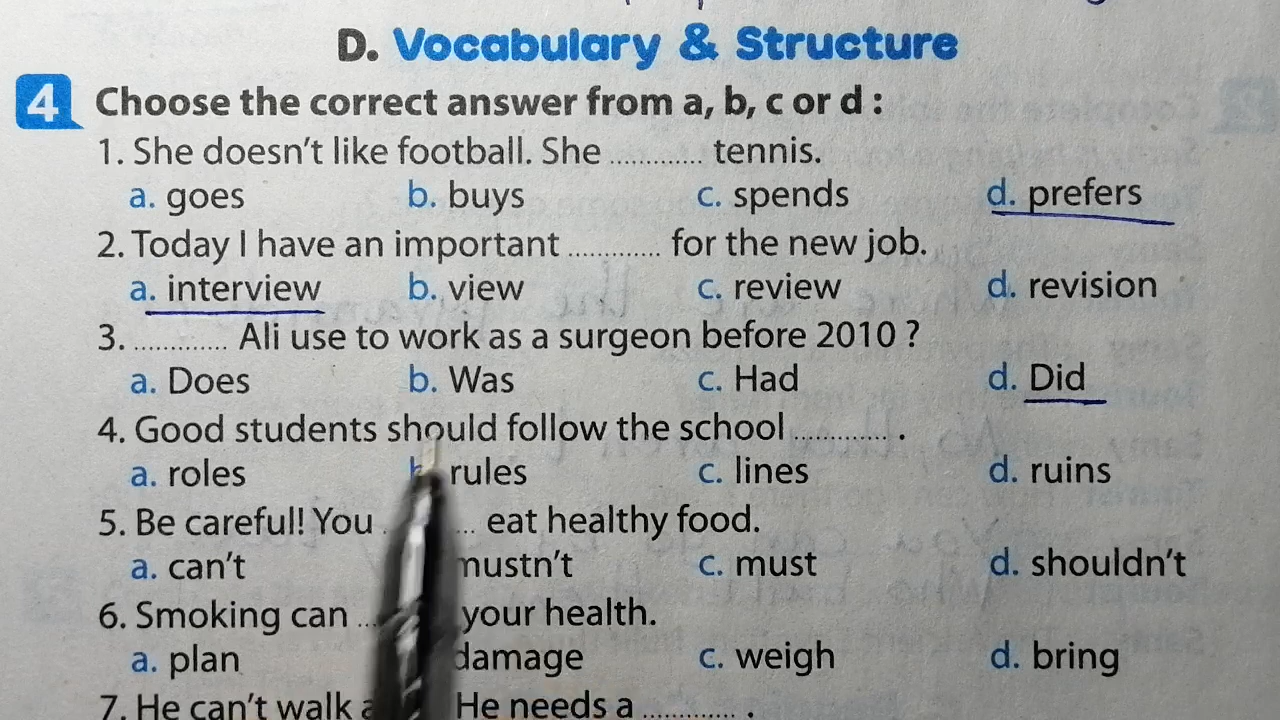 D. Vocabulary & Structure
4 Choose the correct answer from a, b, c or d :
1. She doesn't like football. She ............ tennis.
a. goes b. buys c. spends d. prefers
2. Today I have an important ............ for the new job.
a. interview b. view c. review d. revision
3. ............ Ali use to work as a surgeon before 2010 ?
a. Does b. Was c. Had d. Did
4. Good students should follow the school ............ .
a. roles b. rules c. lines d. ruins
5. Be careful! You ... eat healthy food.
a. can't mustn't c. must d. shouldn't
6. Smoking can ... your health.
a. plan damage c. weigh d. bring
7. He can't walk He needs a ............ .